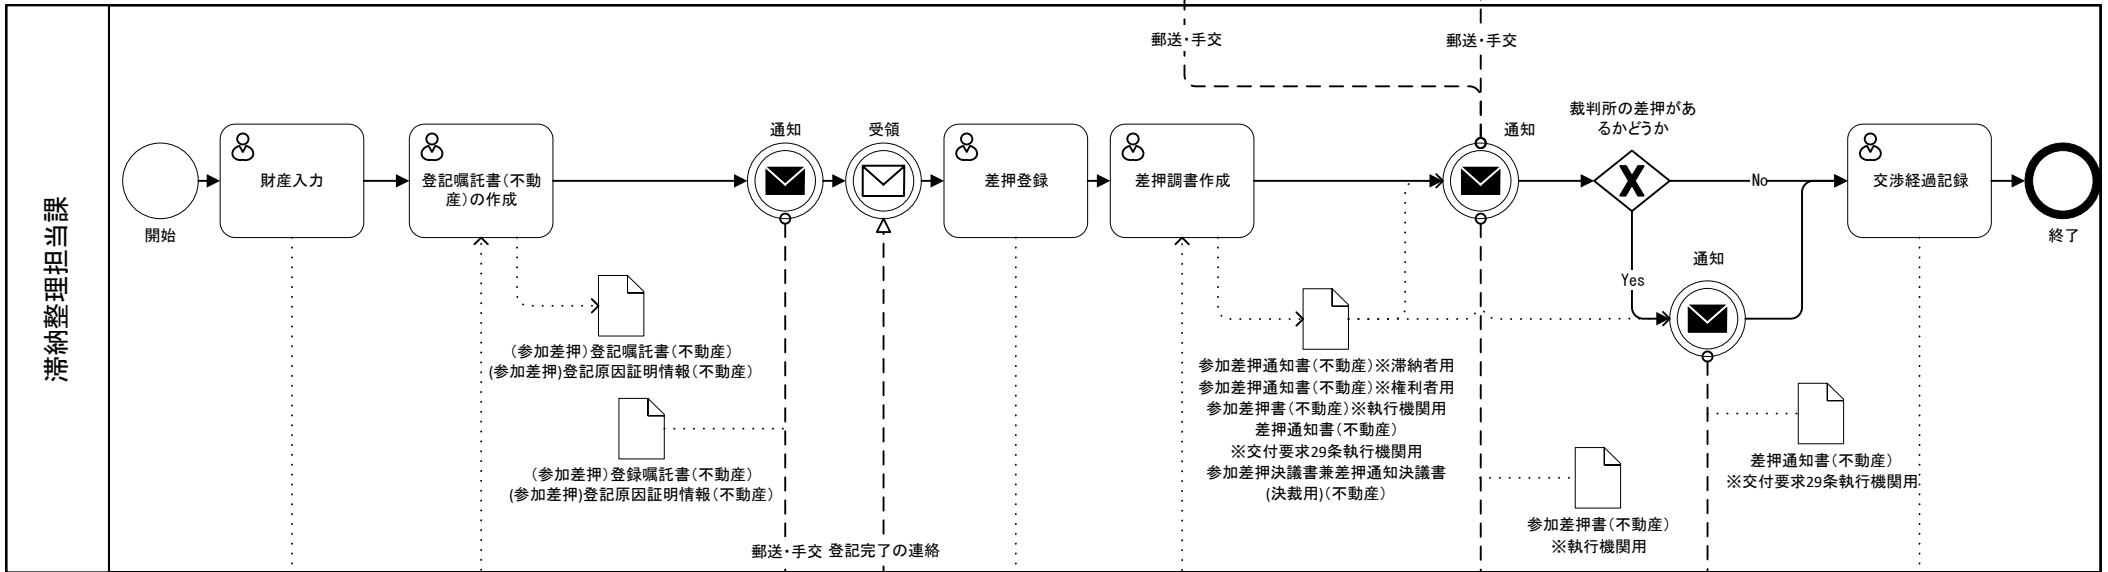 滞納整理担当課
郵送・手交
郵送・手交
開始
財産入力
登記嘱託書（不動
産）の作成
通知
受領
差押登録
差押調書作成
通知
裁判所の差押があ
るかどうか
No
Yes
通知
交渉経過記録
終了
（参加差押）登記嘱託書（不動産）
(参加差押)登記原因証明情報（不動産）
（参加差押）登録嘱託書（不動産）
(参加差押)登記原因証明情報（不動産）
郵送・手交
登記完了の連絡
参加差押通知書（不動産）※滞納者用
参加差押通知書（不動産）※権利者用
参加差押書（不動産）※執行機関用
差押通知書（不動産）
※交付要求29条執行機関用
参加差押決議書兼差押通知決議書
(決裁用)（不動産）
参加差押書（不動産）
※執行機関用
差押通知書（不動産）
※交付要求29条執行機関用